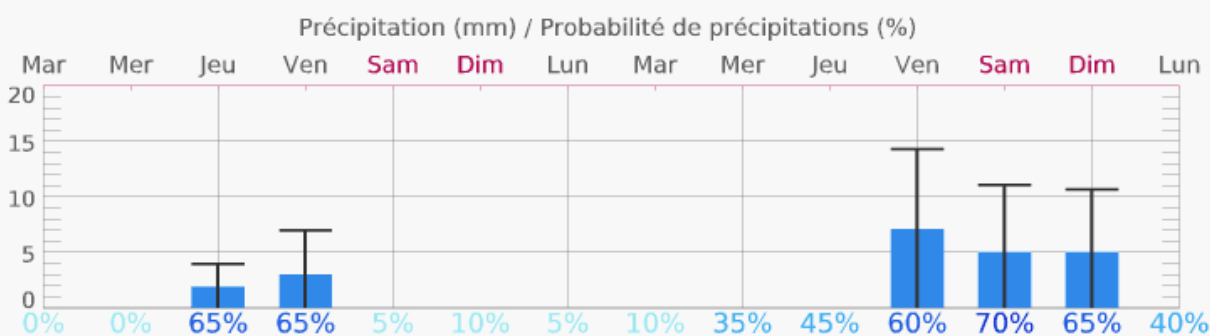 Précipitation (mm) / Probabilité de précipitations (%)
Mar Mer Jeu Ven Sam Dim Lun Mar Mer Jeu Ven Sam Dim Lun
20
15
10
5
0
0% 0% 65% 65% 5% 10% 5% 10% 35% 45% 60% 70% 65% 40%